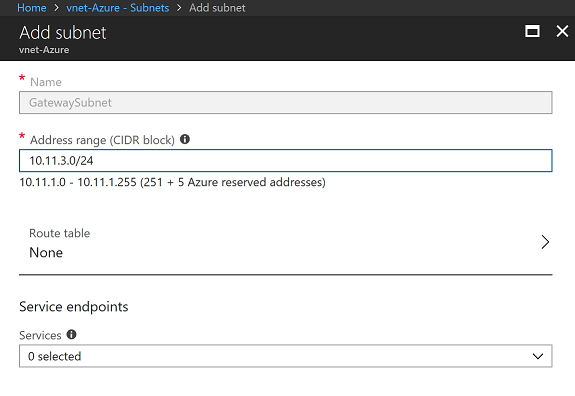 Home > vnet-Azure - Subnets > Add subnet
Add subnet
vnet-Azure
* Name
GatewaySubnet
* Address range (CIDR block)
10.11.3.0/24
10.11.1.0 - 10.11.1.255 (251 + 5 Azure reserved addresses)
Route table
None
Service endpoints
Services
0 selected